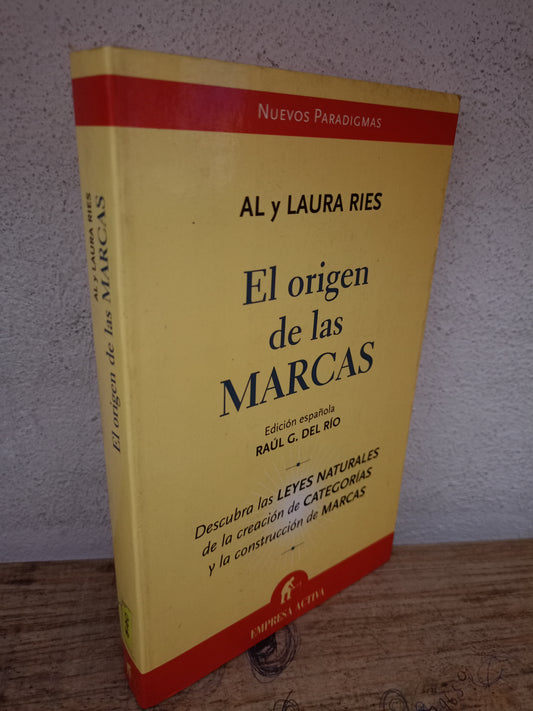 NUEVOS PARADIGMAS
AL y LAURA RIES
El origen
de las
MARCAS
Edición española
RAÚL G. DEL RÍO
Descubra las LEYES NATURALES
de la creación de CATEGORÍAS
y la construcción de MARCAS
EMPRESA ACTIVA
AL y LAURA RIES
El origen de las MARCAS